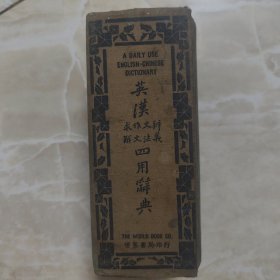 A DAILY USE
ENGLISH-CHINESE
DICTIONARY
英漢
求作文辨
解文法義
四用辭典
THE WORLD BOOK CO.
世界書局印行